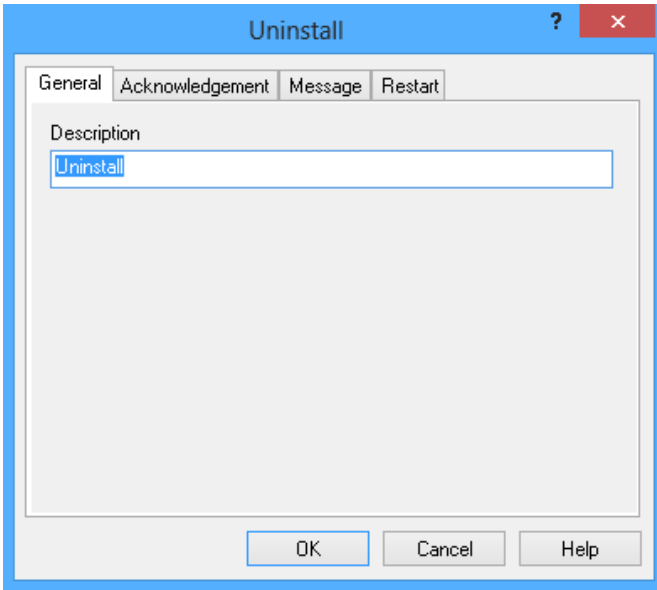 Uninstall
?
General Acknowledgement Message Restart
Description
Uninstall
OK Cancel Help